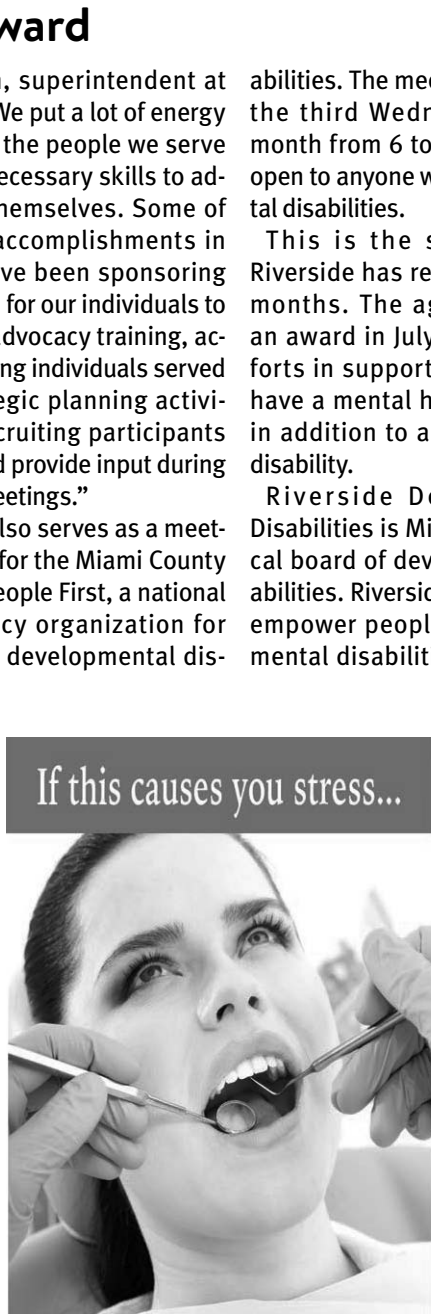 ward
, superintendent at
We put a lot of energy
the people we serve
ecessary skills to ad-
hemselves. Some of
accomplishments in
ve been sponsoring
for our individuals to
advocacy training, ac-
ing individuals served
egic planning activi-
cruiting participants
d provide input during
eetings.”
lso serves as a meet-
for the Miami County
eople First, a national
cy organization for
developmental dis-
abilities. The mee
the third Wedn
month from 6 to
open to anyone w
tal disabilities.
This is the s
Riverside has re
months. The ag
an award in July
forts in support
have a mental h
in addition to a
disability.
Riverside De
Disabilities is Mi
cal board of dev
abilities. Riversid
empower peopl
mental disabilit
If this causes you stress...